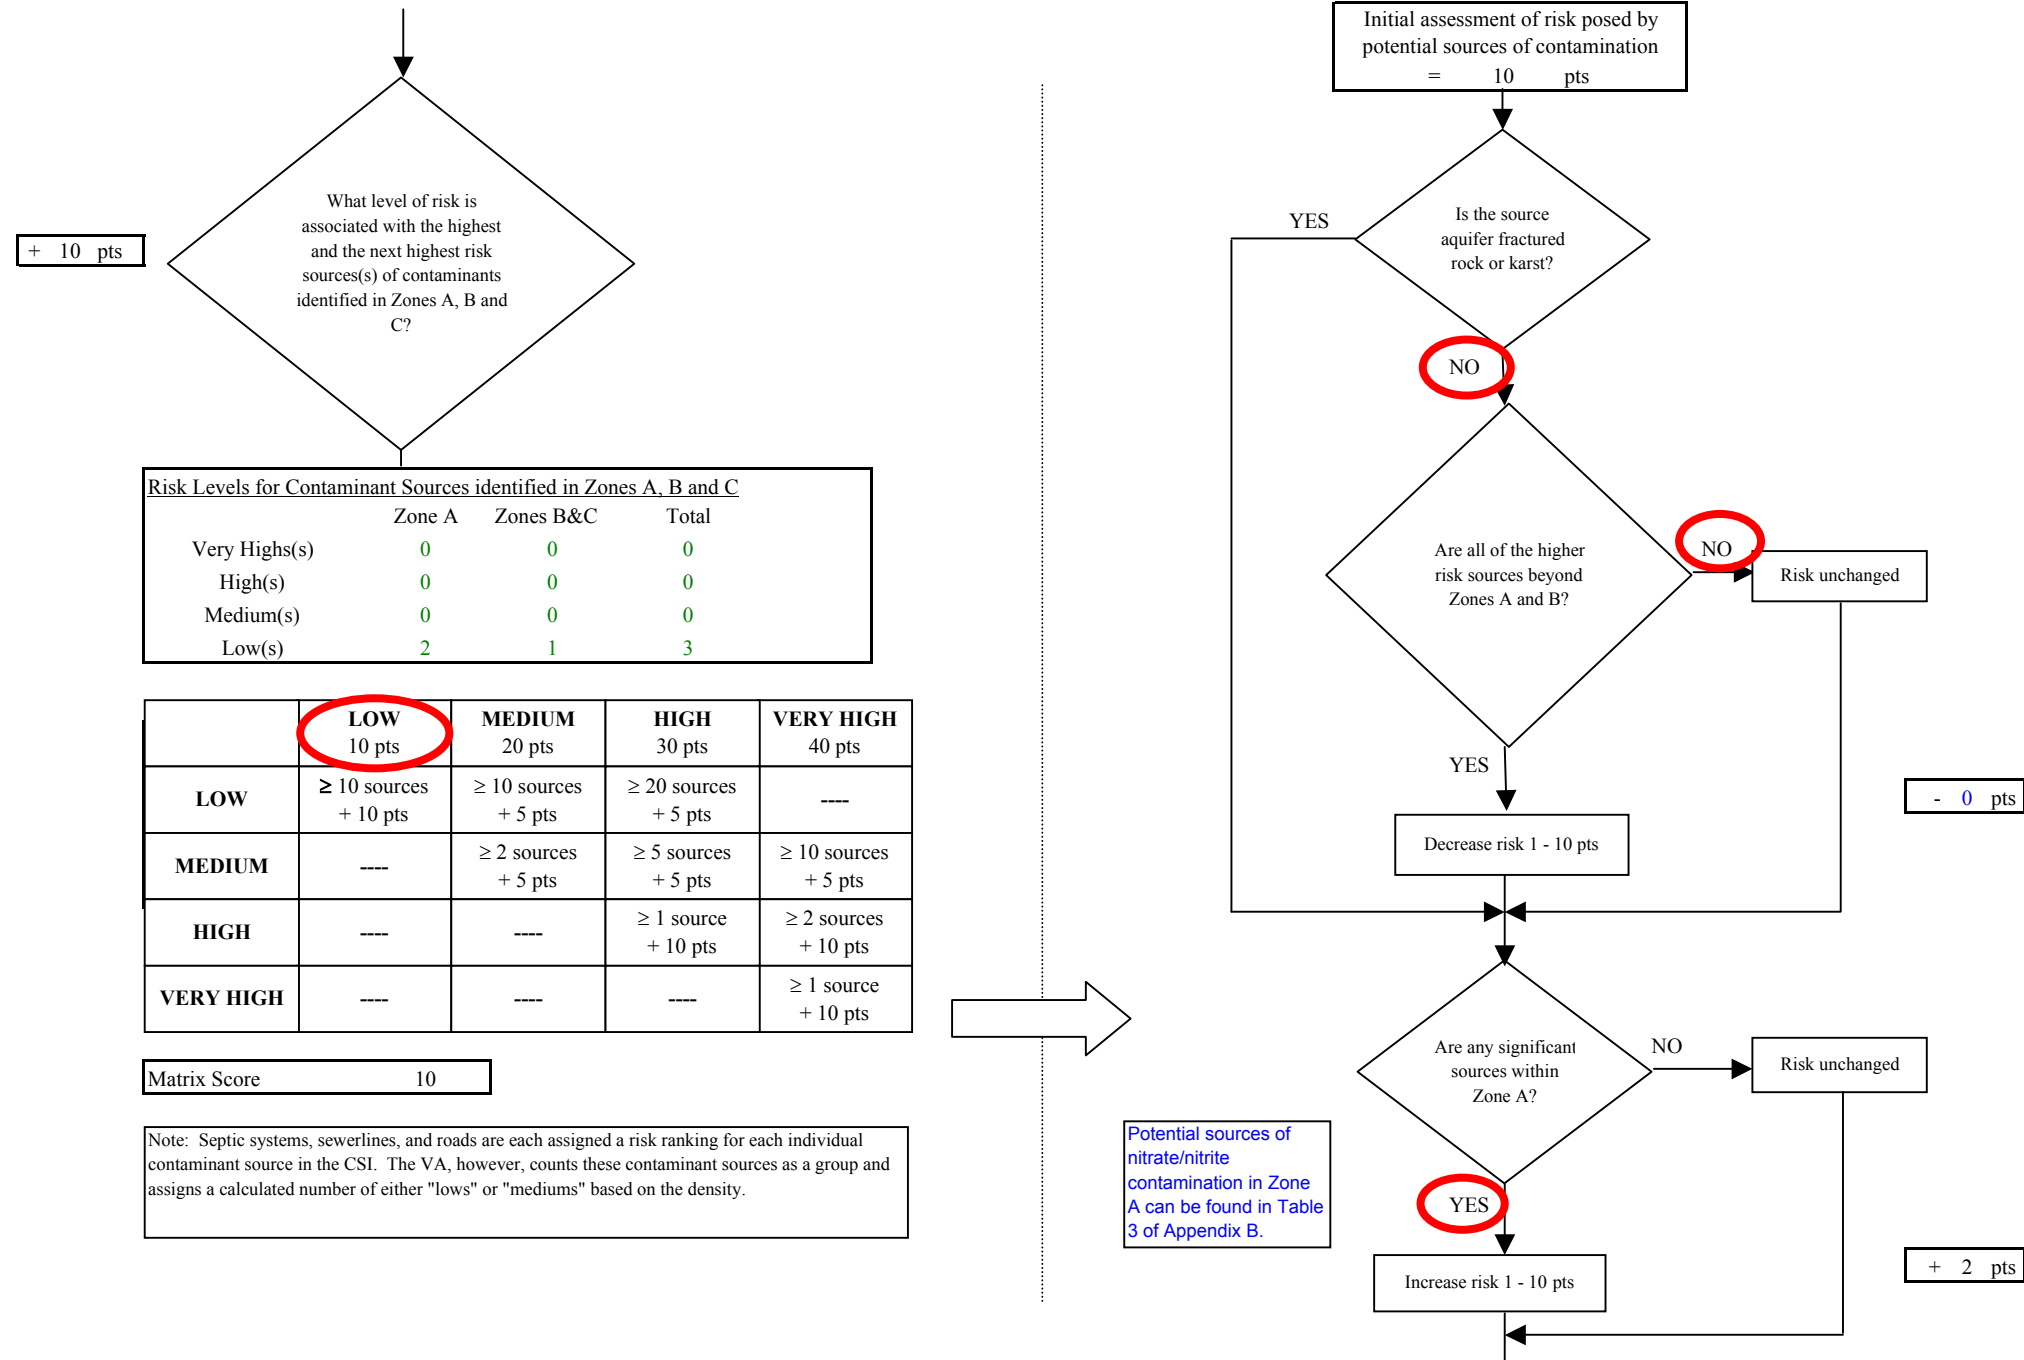 + 10 pts
What level of risk is
associated with the highest
and the next highest risk
sources(s) of contaminants
identified in Zones A, B and
C?
Risk Levels for Contaminant Sources identified in Zones A, B and C
Zone A Zones B&C Total
Very Highs(s) 0 0 0
High(s) 0 0 0
Medium(s) 0 0 0
Low(s) 2 1 3
LOW MEDIUM HIGH VERY HIGH
10 pts 20 pts 30 pts 40 pts
LOW ≥ 10 sources ≥ 10 sources ≥ 20 sources ----
+ 10 pts + 5 pts + 5 pts
MEDIUM ---- ≥ 2 sources ≥ 5 sources ≥ 10 sources
+ 5 pts + 5 pts + 5 pts
HIGH ---- ---- ≥ 1 source ≥ 2 sources
+ 10 pts + 10 pts
VERY HIGH ---- ---- ---- ≥ 1 source
+ 10 pts
Matrix Score 10
Note: Septic systems, sewerlines, and roads are each assigned a risk ranking for each individual
contaminant source in the CSI. The VA, however, counts these contaminant sources as a group and
assigns a calculated number of either "lows" or "mediums" based on the density.
Initial assessment of risk posed by
potential sources of contamination
= 10 pts
Is the source
aquifer fractured
rock or karst?
YES
NO
Are all of the higher
risk sources beyond
Zones A and B?
NO
Risk unchanged
YES
- 0 pts
Decrease risk 1 - 10 pts
Are any significant
sources within
Zone A?
NO
Risk unchanged
Potential sources of
nitrate/nitrite
contamination in Zone
A can be found in Table
3 of Appendix B.
YES
Increase risk 1 - 10 pts
+ 2 pts